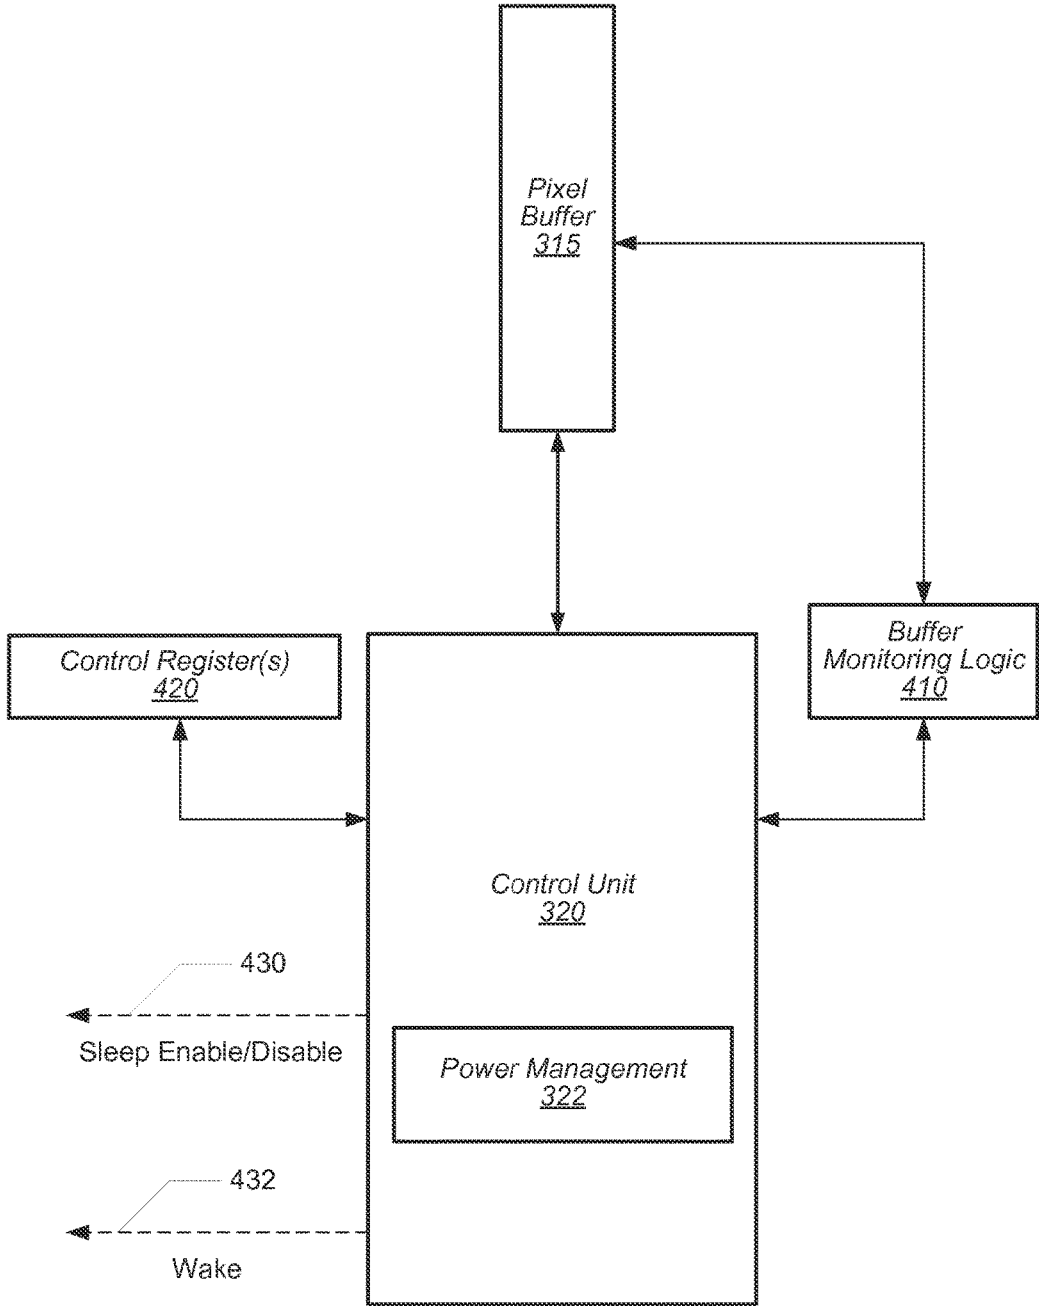 Pixel
Buffer
315
Buffer
Monitoring Logic
410
Control Register(s)
420
Control Unit
320
430
Sleep Enable/Disable
Power Management
322
432
Wake